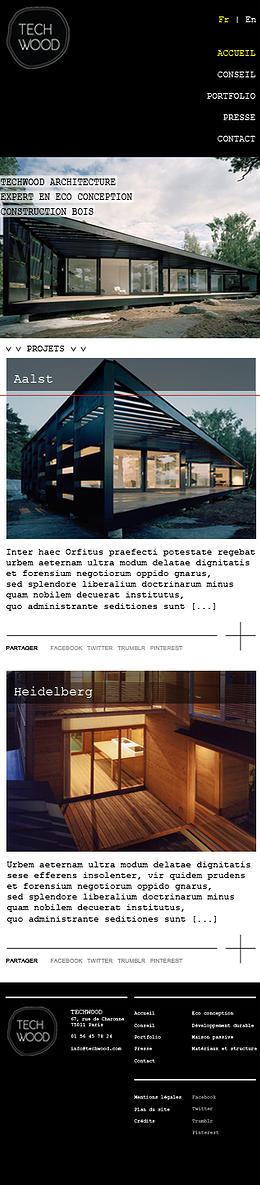 TECH
WOOD
Fr | En
ACCUEIL
CONSEIL
PORTFOLIO
PRESSE
CONTACT
TECHWOOD ARCHITECTURE
EXPERT EN ECO CONCEPTION
CONSTRUCTION BOIS
PROJETS
Aalst
Inter haec Orfitus praefecti potestate regebat
urbem aeternam ultra modum delatae dignitatis
et forensium negotiorum oppido gnarus,
sed splendore liberalium doctrinarum minus
quam nobilem decuerat institutus,
quo administrante seditiones sunt [...]
PARTAGER FACEBOOK TWITTER TRUMBLR PINTEREST
Heidelberg
Urbem aeternam ultra modum delatae dignitatis
sese efferens insolenter, vir quidem prudens
et forensium negotiorum oppido gnarus,
sed splendore liberalium doctrinarum minus
quam nobilem decuerat institutus,
quo administrante seditiones sunt [...]
PARTAGER FACEBOOK TWITTER TRUMBLR PINTEREST
TECH
WOOD
TECHWOOD
67, rue de Charonne
75011 Paris
01 56 45 78 24
info@techwood.com
Accueil
Conseil
Portfolio
Presse
Contact
Eco conception
Développement durable
Maison passive
Matériaux et structure
Mentions légales
Plan du site
Crédits
Facebook
Twitter
Trumblr
Pinterest